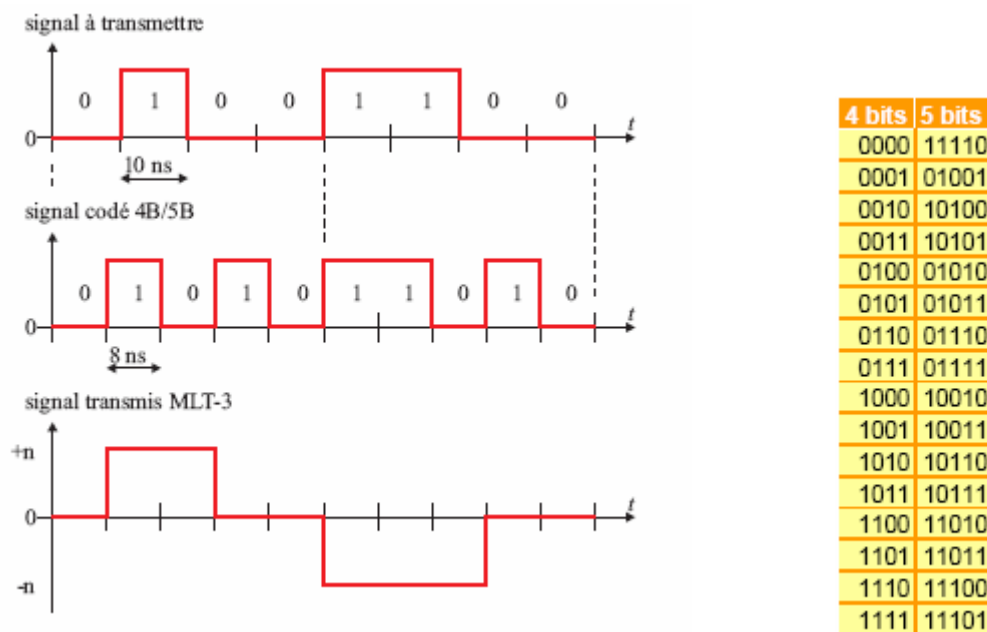 signal à transmettre
0 1 0 0 1 1 0 0
0 t
10 ns
signal codé 4B/5B
0 1 0 1 0 1 1 0 1 0
0 t
8 ns
signal transmis MLT-3
+n
0 t
-n
4 bits 5 bits
0000 11110
0001 01001
0010 10100
0011 10101
0100 01010
0101 01011
0110 01110
0111 01111
1000 10010
1001 10011
1010 10110
1011 10111
1100 11010
1101 11011
1110 11100
1111 11101